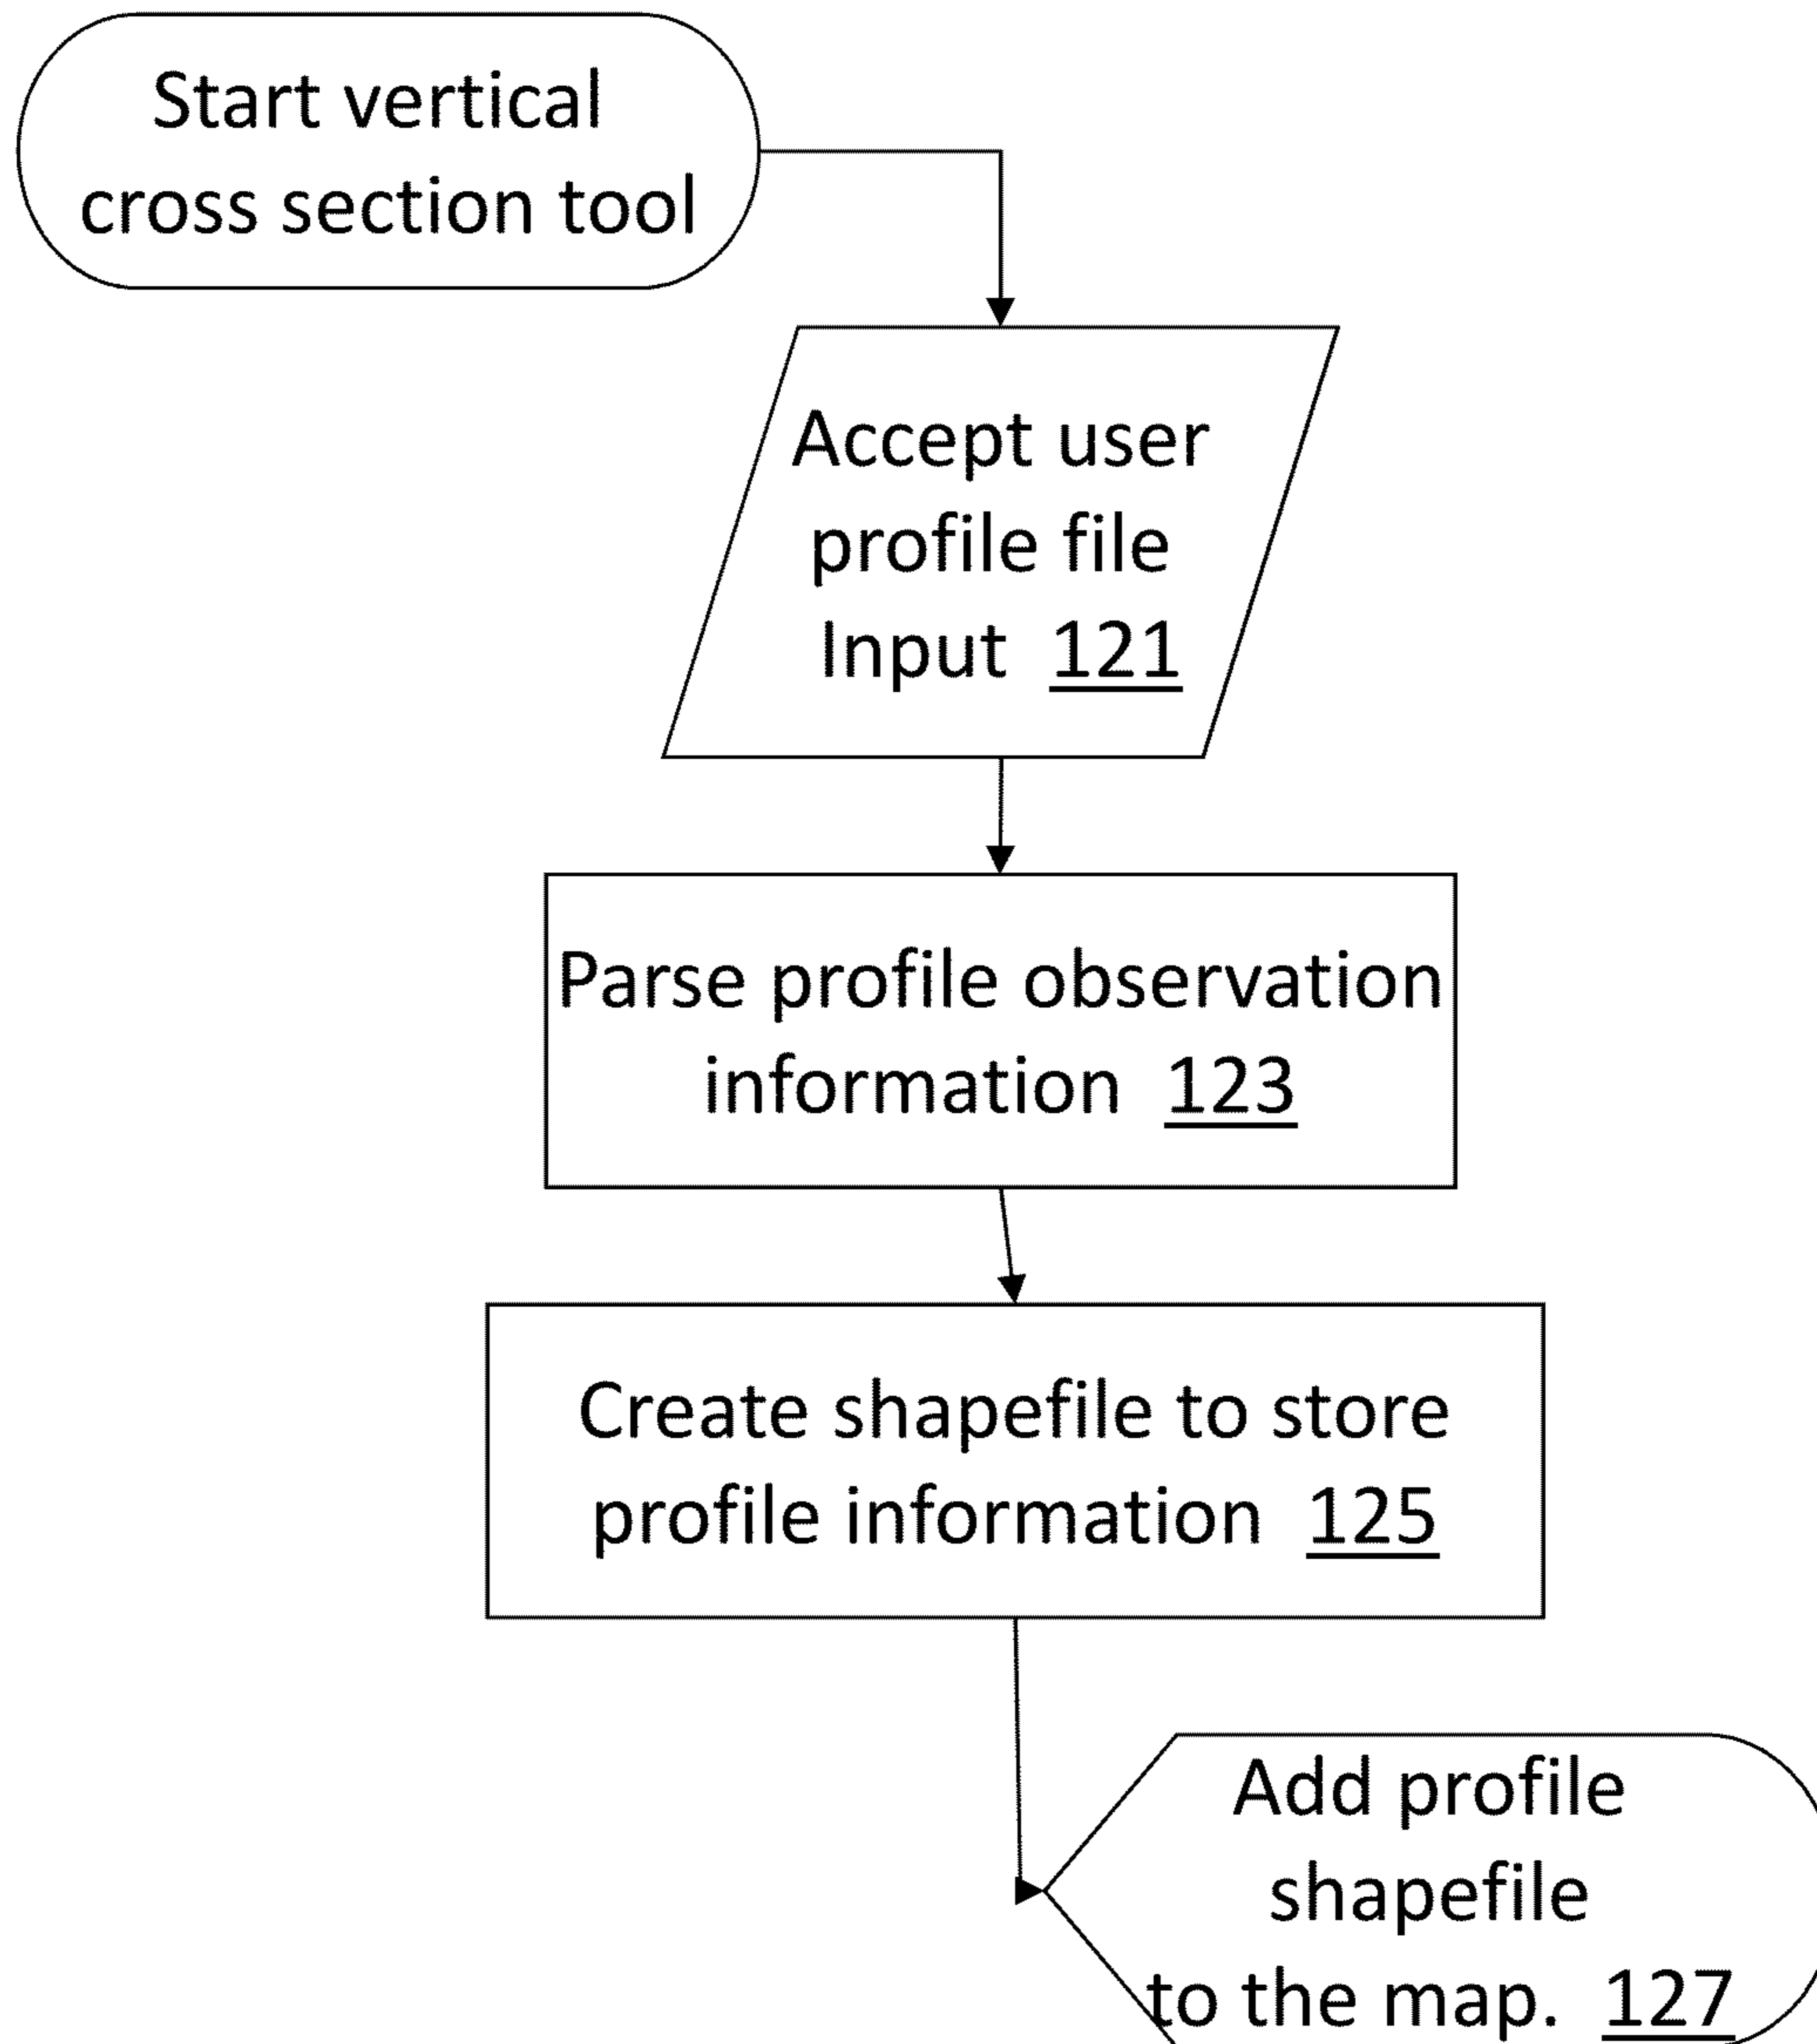 Start vertical
cross section tool
Accept user
profile file
Input 121
Parse profile observation
information 123
Create shapefile to store
profile information 125
Add profile
shapefile
to the map. 127